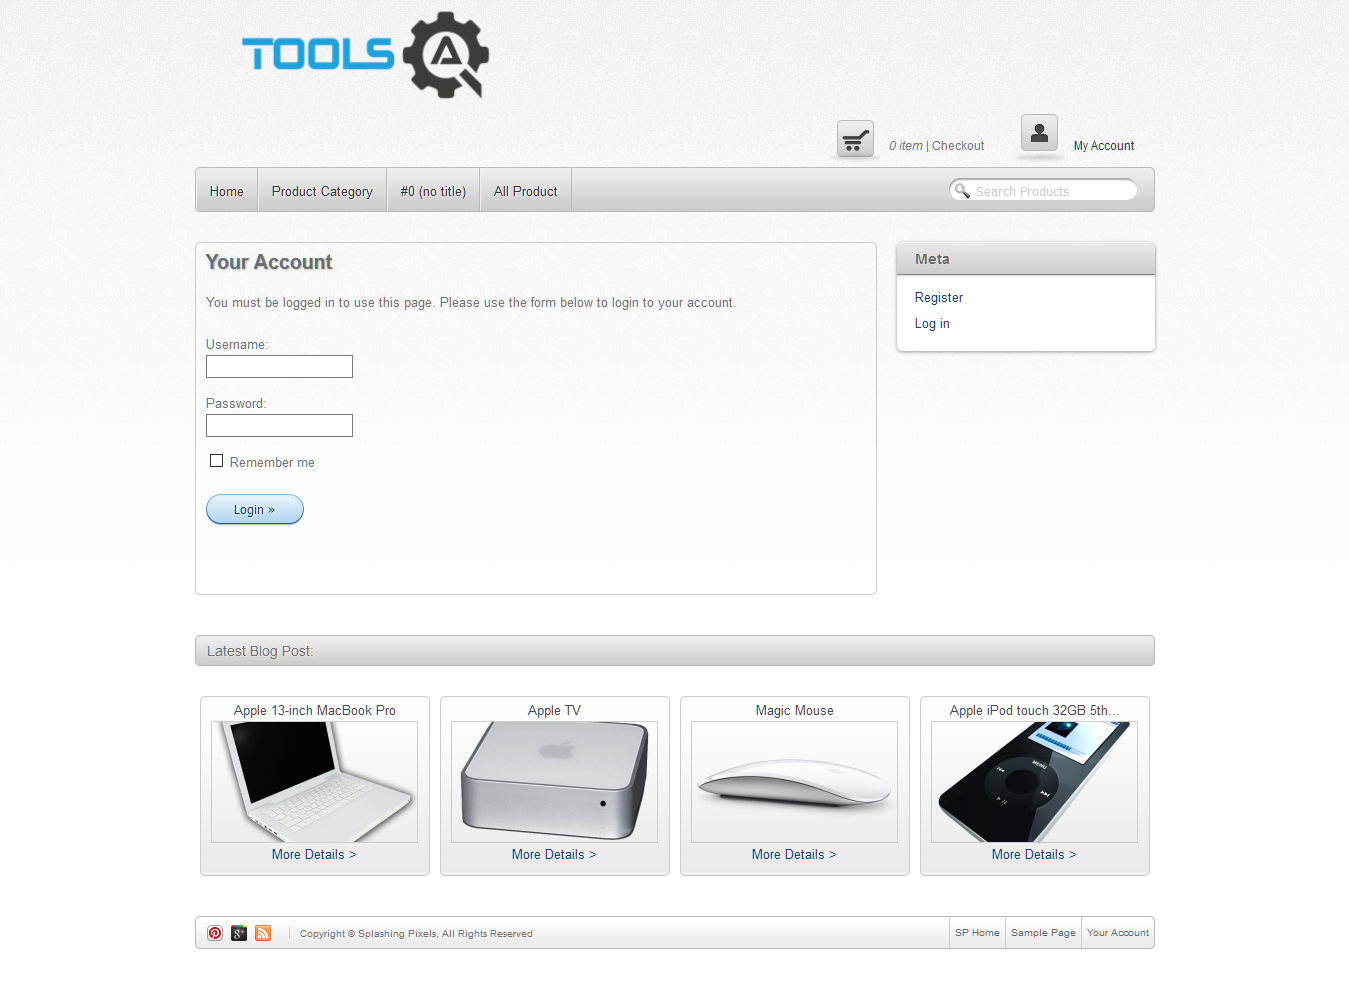 TOOLS QA
0 item | Checkout
My Account
Home
Product Category
#0 (no title)
All Product
Search Products
Your Account
You must be logged in to use this page. Please use the form below to login to your account.
Username:
Password:
Remember me
Login »
Meta
Register
Log in
Latest Blog Post:
Apple 13-inch MacBook Pro
More Details >
Apple TV
More Details >
Magic Mouse
More Details >
Apple iPod touch 32GB 5th...
MENU
More Details >
g+
Copyright © Splashing Pixels, All Rights Reserved
SP Home
Sample Page
Your Account